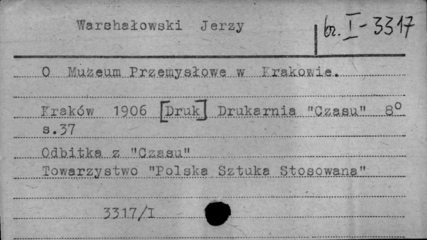 Warchałowski Jerzy
br. I-3317
O Muzeum Przemysłowe w Krakowie.
Kraków 1906 [Druk] Drukarnia "Czasu" 8°
s.37
Odbitka z "Czasu"
Towarzystwo "Polska Sztuka Stosowana"
3317/I